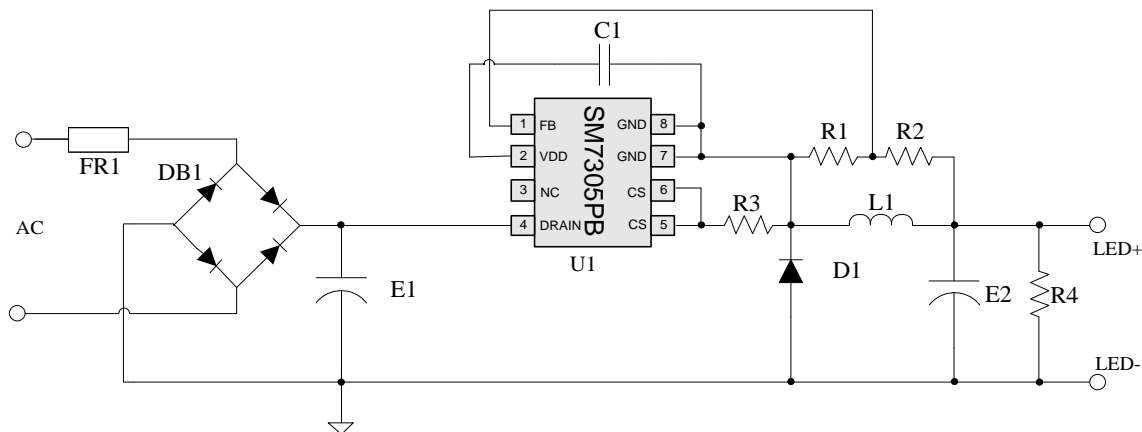 C1
FR1
DB1
AC
E1
SM7305PB
1 FB
2 VDD
3 NC
4 DRAIN
GND 8
GND 7
CS 6
CS 5
U1
R1
R2
R3
L1
D1
E2
R4
LED+
LED-